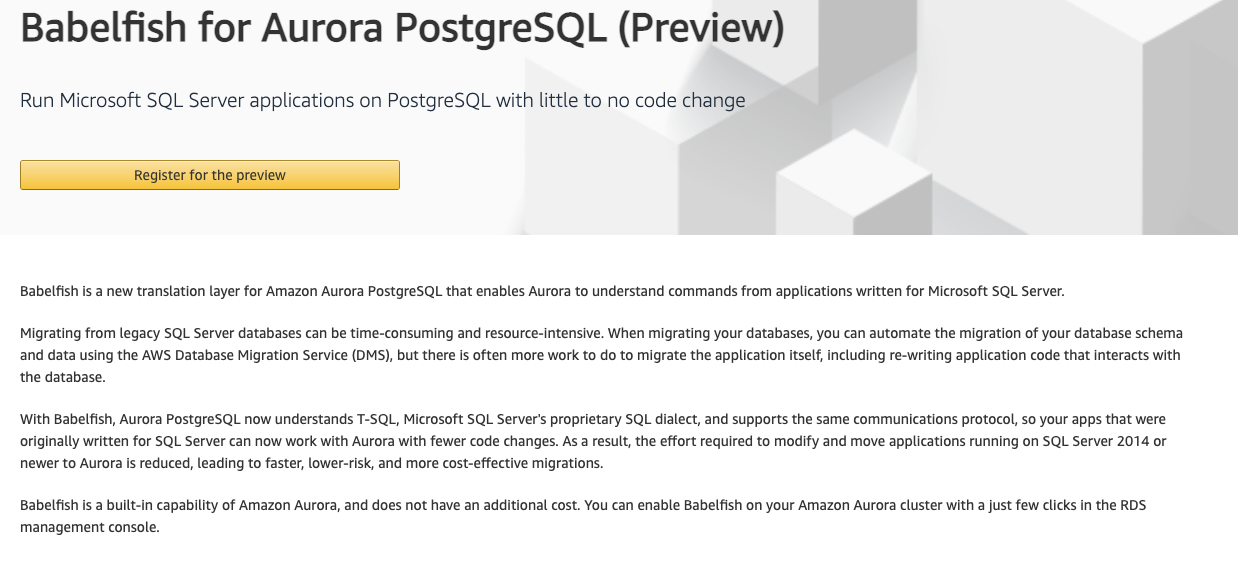 Babelfish for Aurora PostgreSQL (Preview)
Run Microsoft SQL Server applications on PostgreSQL with little to no code change
Register for the preview
Babelfish is a new translation layer for Amazon Aurora PostgreSQL that enables Aurora to understand commands from applications written for Microsoft SQL Server.
Migrating from legacy SQL Server databases can be time-consuming and resource-intensive. When migrating your databases, you can automate the migration of your database schema
and data using the AWS Database Migration Service (DMS), but there is often more work to do to migrate the application itself, including re-writing application code that interacts with
the database.
With Babelfish, Aurora PostgreSQL now understands T-SQL, Microsoft SQL Server's proprietary SQL dialect, and supports the same communications protocol, so your apps that were
originally written for SQL Server can now work with Aurora with fewer code changes. As a result, the effort required to modify and move applications running on SQL Server 2014 or
newer to Aurora is reduced, leading to faster, lower-risk, and more cost-effective migrations.
Babelfish is a built-in capability of Amazon Aurora, and does not have an additional cost. You can enable Babelfish on your Amazon Aurora cluster with a just few clicks in the RDS
management console.